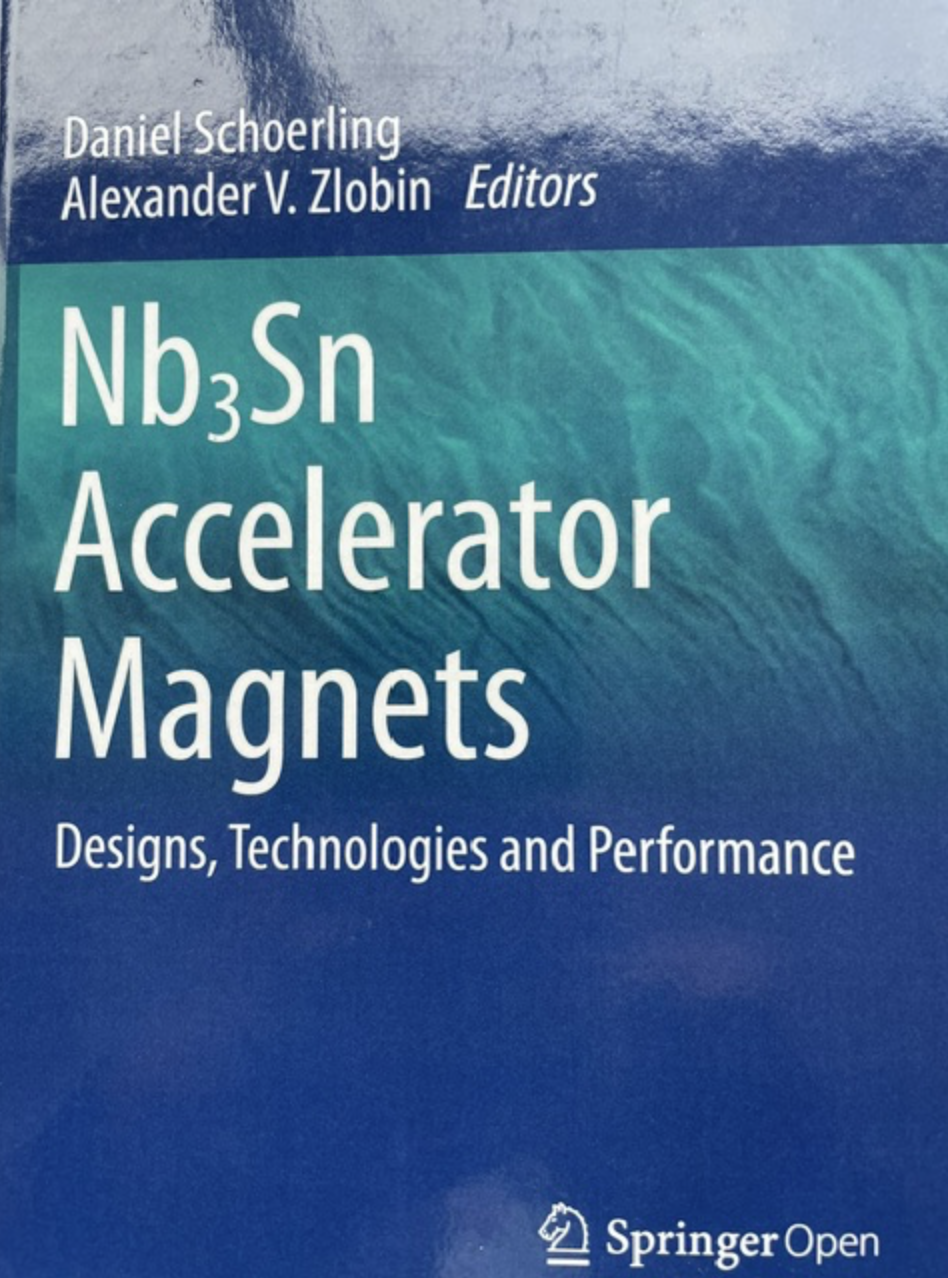 Daniel Schoerling
Alexander V. Zlobin Editors
Nb₃Sn
Accelerator
Magnets
Designs, Technologies and Performance
Springer Open